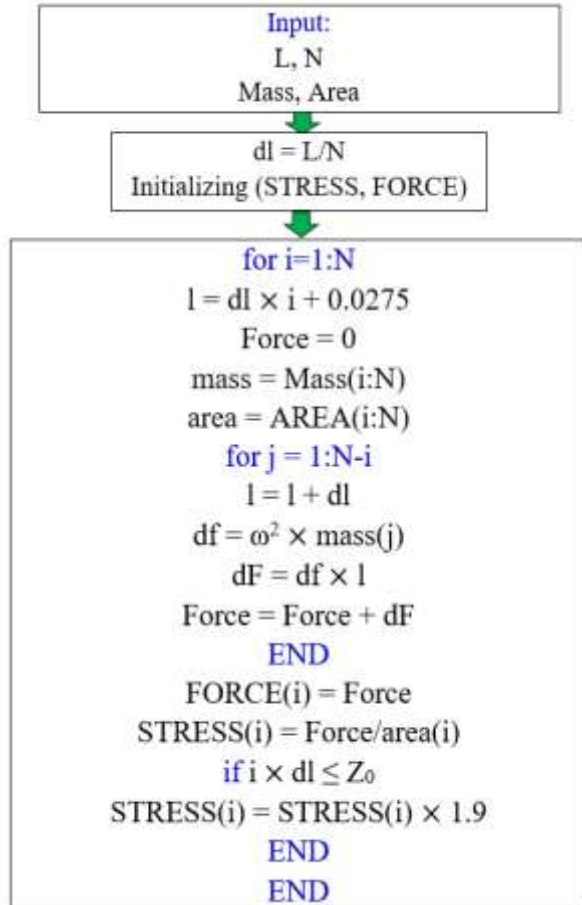 Input:
L, N
Mass, Area
dl = L/N
Initializing (STRESS, FORCE)
for i=1:N
l = dl × i + 0.0275
Force = 0
mass = Mass(i:N)
area = AREA(i:N)
for j = 1:N-i
l = l + dl
df = ω² × mass(j)
dF = df × l
Force = Force + dF
END
FORCE(i) = Force
STRESS(i) = Force/area(i)
if i × dl ≤ Z₀
STRESS(i) = STRESS(i) × 1.9
END
END